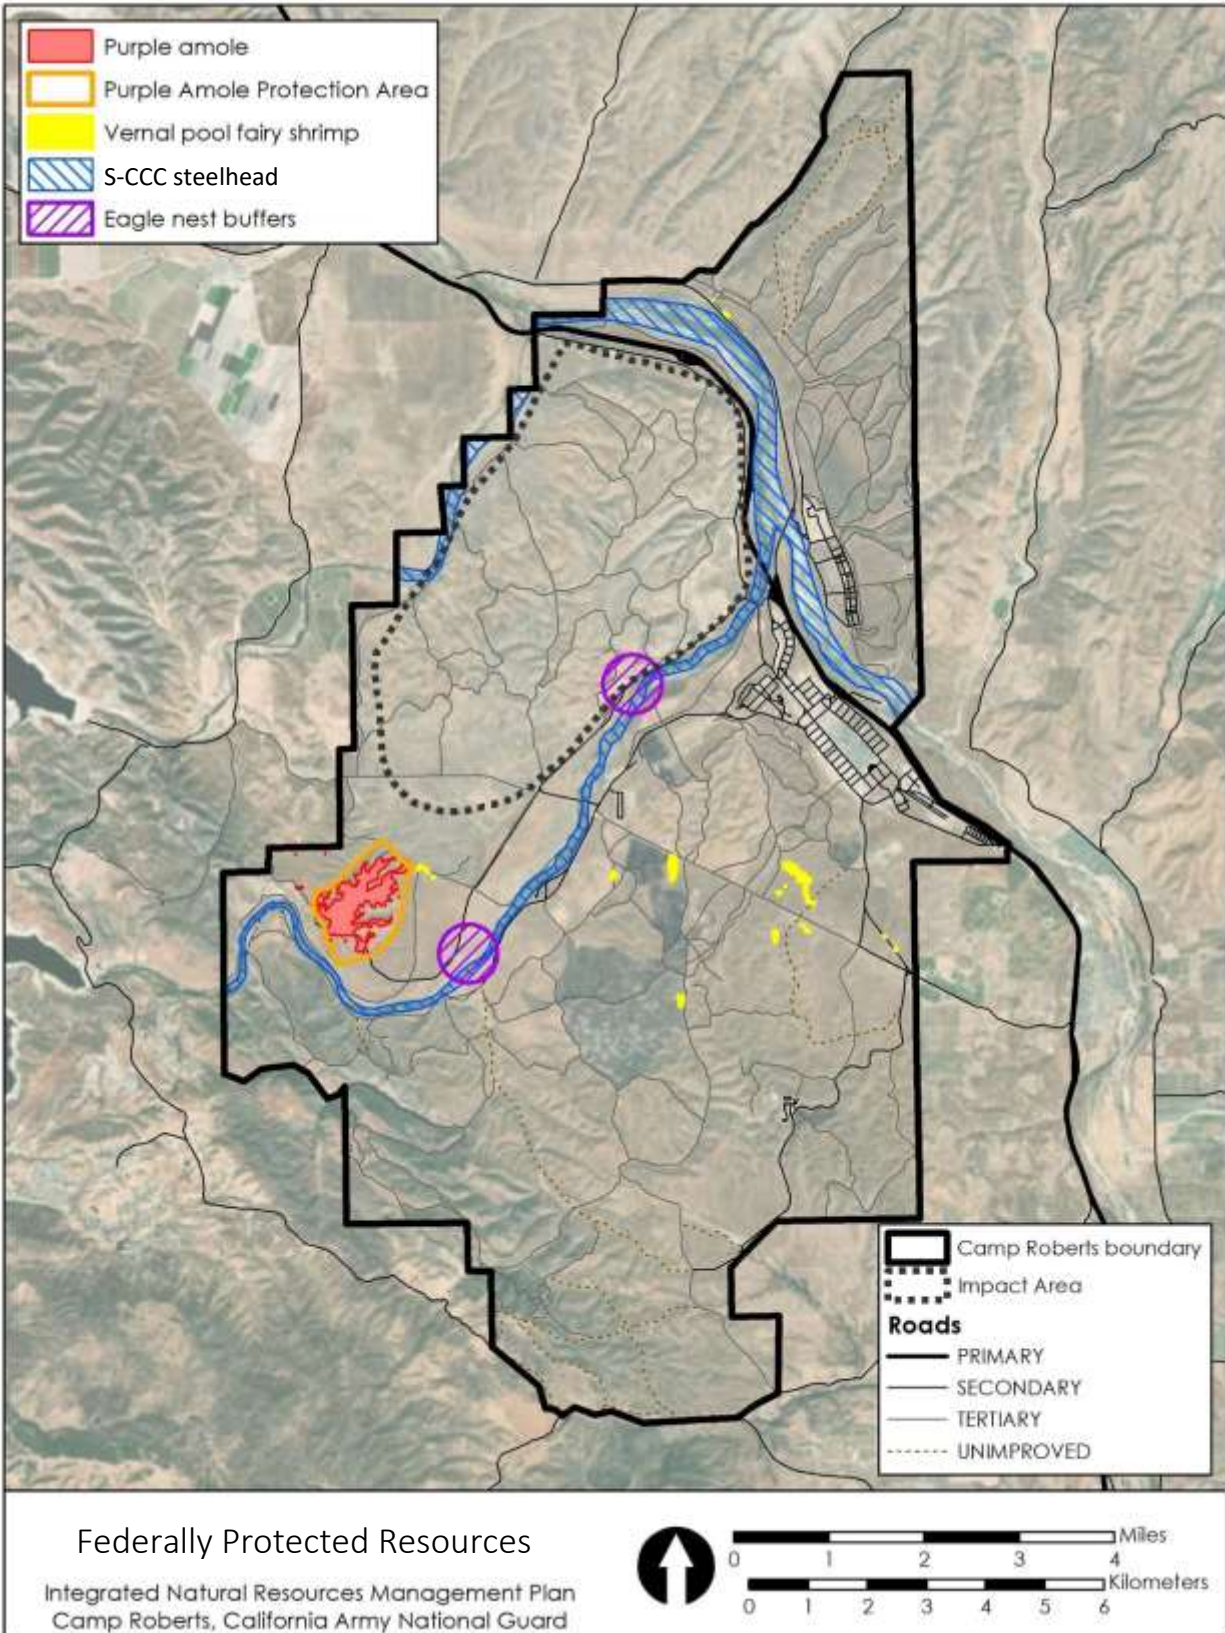 Purple amole
Purple Amole Protection Area
Vernal pool fairy shrimp
S-CCC steelhead
Eagle nest buffers
Camp Roberts boundary
Impact Area
Roads
PRIMARY
SECONDARY
TERTIARY
UNIMPROVED
Federally Protected Resources
Integrated Natural Resources Management Plan
Camp Roberts, California Army National Guard
Miles
0 1 2 3 4
Kilometers
0 1 2 3 4 5 6